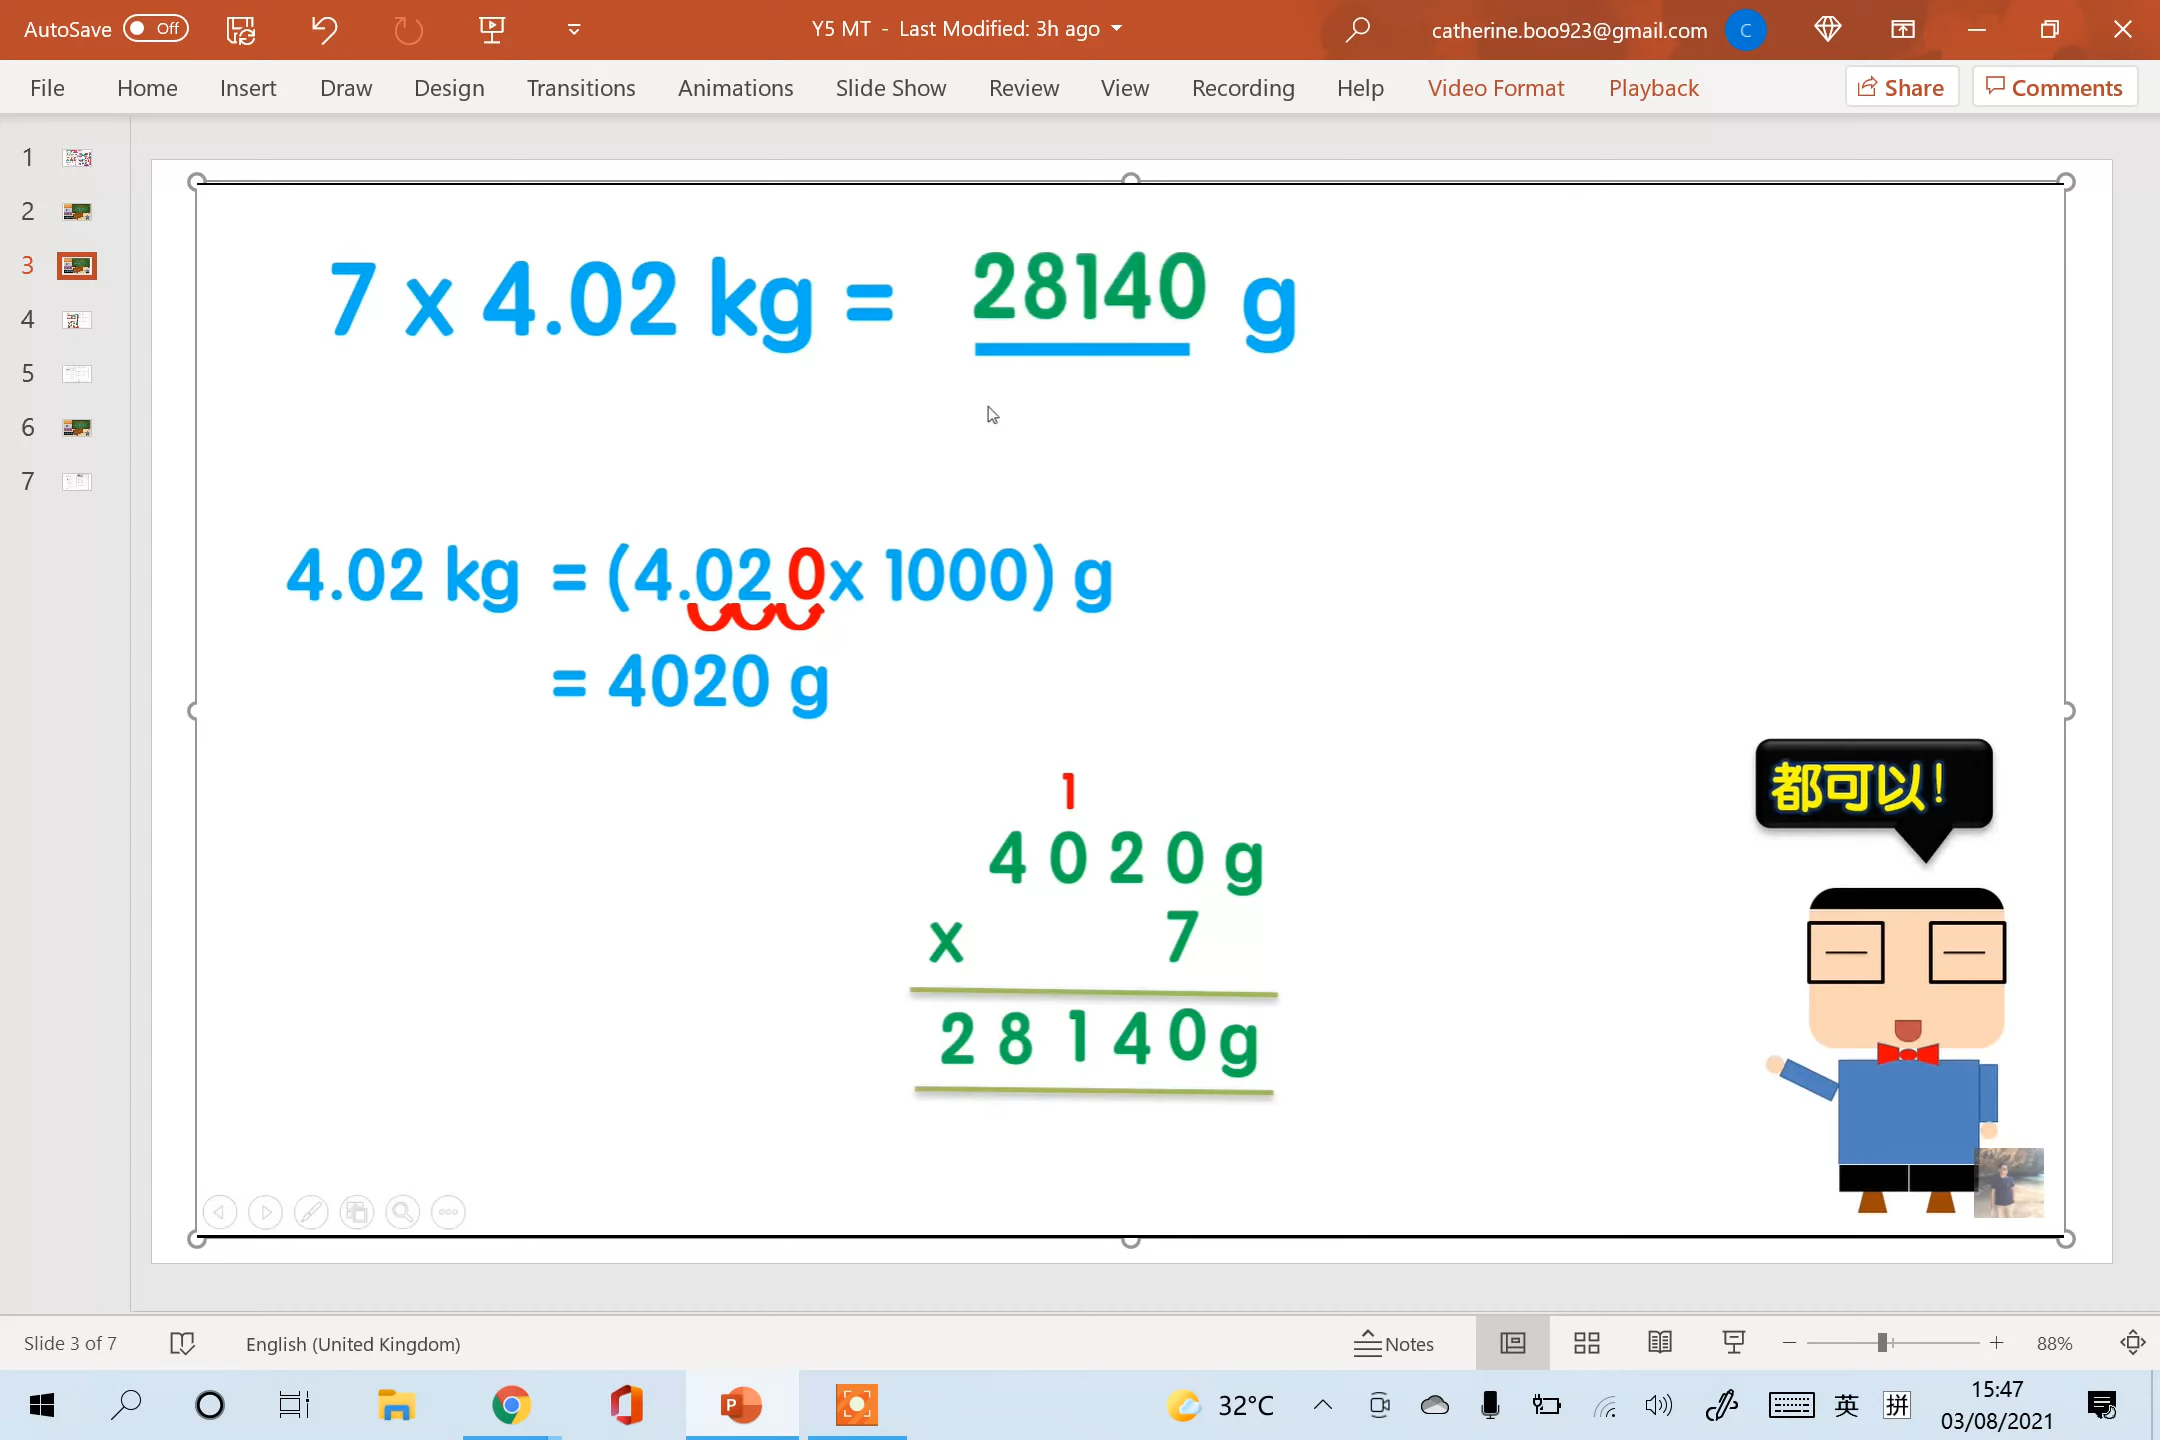 AutoSave Off Y5 MT - Last Modified: 3h ago catherine.boo923@gmail.com C
File Home Insert Draw Design Transitions Animations Slide Show Review View Recording Help Video Format Playback Share Comments
1
2
3
4
5
6
7
7 x 4.02 kg = 28140 g
4.02 kg = (4.02 0 x 1000) g
= 4020 g
都可以!
1
4 0 2 0 g
x 7
2 8 1 4 0 g
Slide 3 of 7 English (United Kingdom) Notes 88%
32°C 英 拼 15:47
03/08/2021